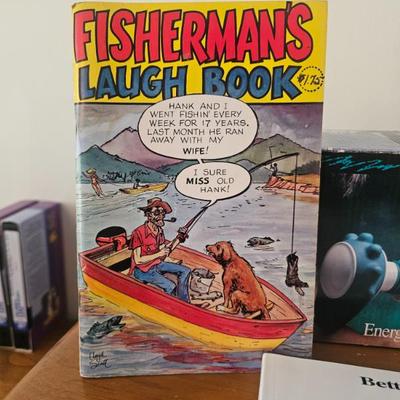 FISHERMAN'S
LAUGH BOOK
$1.75
HANK AND I
WENT FISHIN' EVERY
WEEK FOR 17 YEARS.
LAST MONTH HE RAN
AWAY WITH MY
WIFE!
I SURE
MISS OLD
HANK!
Energ
Bett